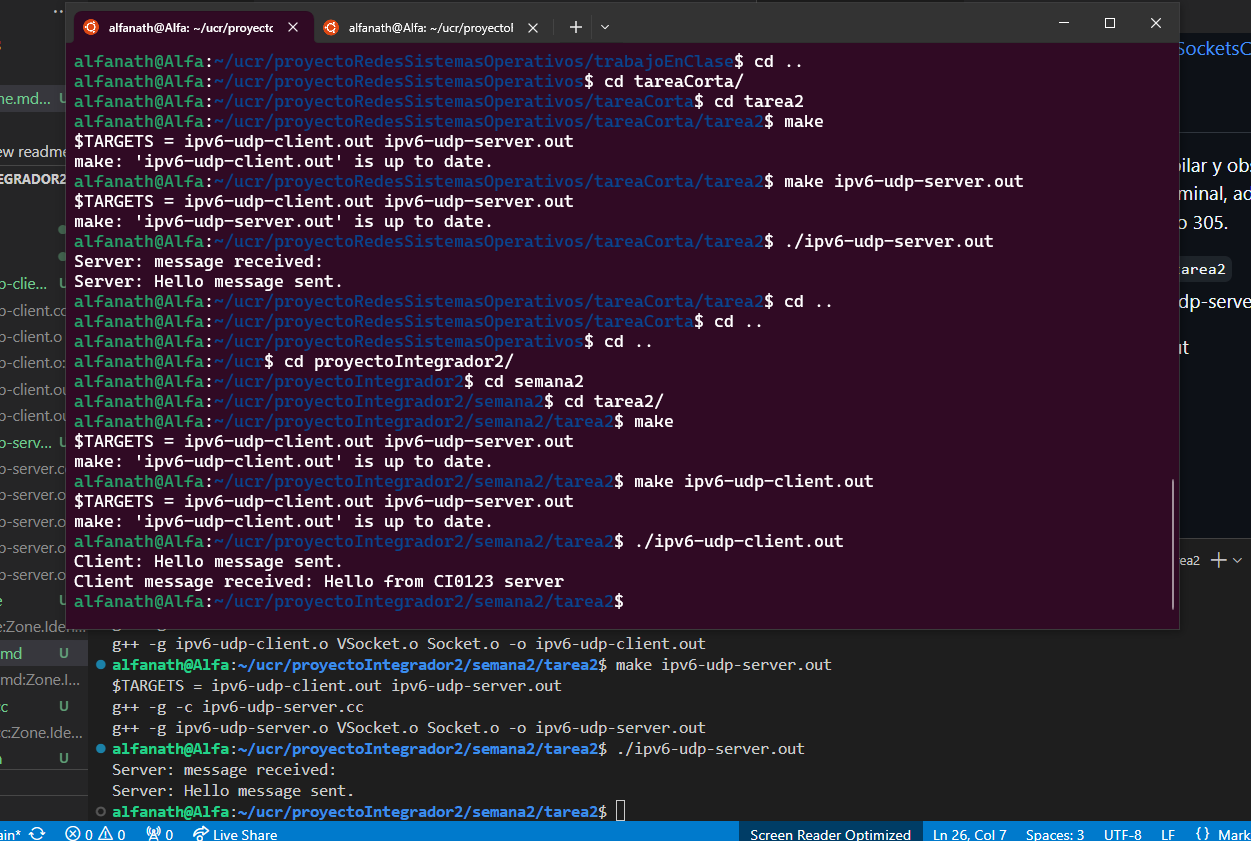 alfanath@Alfa: ~/ucr/proyecto
alfanath@Alfa: ~/ucr/proyectoI
SocketsC
alfanath@Alfa:~/ucr/proyectoRedesSistemasOperativos/trabajoEnClase$ cd ..
alfanath@Alfa:~/ucr/proyectoRedesSistemasOperativos$ cd tareaCorta/
ne.md... U
alfanath@Alfa:~/ucr/proyectoRedesSistemasOperativos/tareaCorta$ cd tarea2
alfanath@Alfa:~/ucr/proyectoRedesSistemasOperativos/tareaCorta/tarea2$ make
$TARGETS = ipv6-udp-client.out ipv6-udp-server.out
ew readme
make: 'ipv6-udp-client.out' is up to date.
pilar y obs
EGRADOR2
alfanath@Alfa:~/ucr/proyectoRedesSistemasOperativos/tareaCorta/tarea2$ make ipv6-udp-server.out
minal, ad
$TARGETS = ipv6-udp-client.out ipv6-udp-server.out
make: 'ipv6-udp-server.out' is up to date.
o 305.
alfanath@Alfa:~/ucr/proyectoRedesSistemasOperativos/tareaCorta/tarea2$ ./ipv6-udp-server.out
Server: message received:
tarea2
Server: Hello message sent.
p-clie... U
alfanath@Alfa:~/ucr/proyectoRedesSistemasOperativos/tareaCorta/tarea2$ cd ..
dp-serve
p-client.cc
alfanath@Alfa:~/ucr/proyectoRedesSistemasOperativos/tareaCorta$ cd ..
p-client.o
alfanath@Alfa:~/ucr/proyectoRedesSistemasOperativos$ cd ..
ut
p-client.o:
alfanath@Alfa:~/ucr$ cd proyectoIntegrador2/
alfanath@Alfa:~/ucr/proyectoIntegrador2$ cd semana2
p-client.ou
alfanath@Alfa:~/ucr/proyectoIntegrador2/semana2$ cd tarea2/
p-client.ou
alfanath@Alfa:~/ucr/proyectoIntegrador2/semana2/tarea2$ make
p-serv... U
$TARGETS = ipv6-udp-client.out ipv6-udp-server.out
p-server.cc
make: 'ipv6-udp-client.out' is up to date.
p-server.o
alfanath@Alfa:~/ucr/proyectoIntegrador2/semana2/tarea2$ make ipv6-udp-client.out
$TARGETS = ipv6-udp-client.out ipv6-udp-server.out
p-server.o
make: 'ipv6-udp-client.out' is up to date.
p-server.o
alfanath@Alfa:~/ucr/proyectoIntegrador2/semana2/tarea2$ ./ipv6-udp-client.out
Client: Hello message sent.
ea2
p-server.o
Client message received: Hello from CI0123 server
e U
alfanath@Alfa:~/ucr/proyectoIntegrador2/semana2/tarea2$
e:Zone.Iden...
g++ -g ipv6-udp-client.o VSocket.o Socket.o -o ipv6-udp-client.out
md U
alfanath@Alfa:~/ucr/proyectoIntegrador2/semana2/tarea2$ make ipv6-udp-server.out
md:Zone.I...
$TARGETS = ipv6-udp-client.out ipv6-udp-server.out
c U
g++ -g -c ipv6-udp-server.cc
cc:Zone.Ide...
g++ -g ipv6-udp-server.o VSocket.o Socket.o -o ipv6-udp-server.out
U
alfanath@Alfa:~/ucr/proyectoIntegrador2/semana2/tarea2$ ./ipv6-udp-server.out
Server: message received:
Server: Hello message sent.
alfanath@Alfa:~/ucr/proyectoIntegrador2/semana2/tarea2$
ain* 0 0 0 Live Share Screen Reader Optimized Ln 26, Col 7 Spaces: 3 UTF-8 LF {} Mark